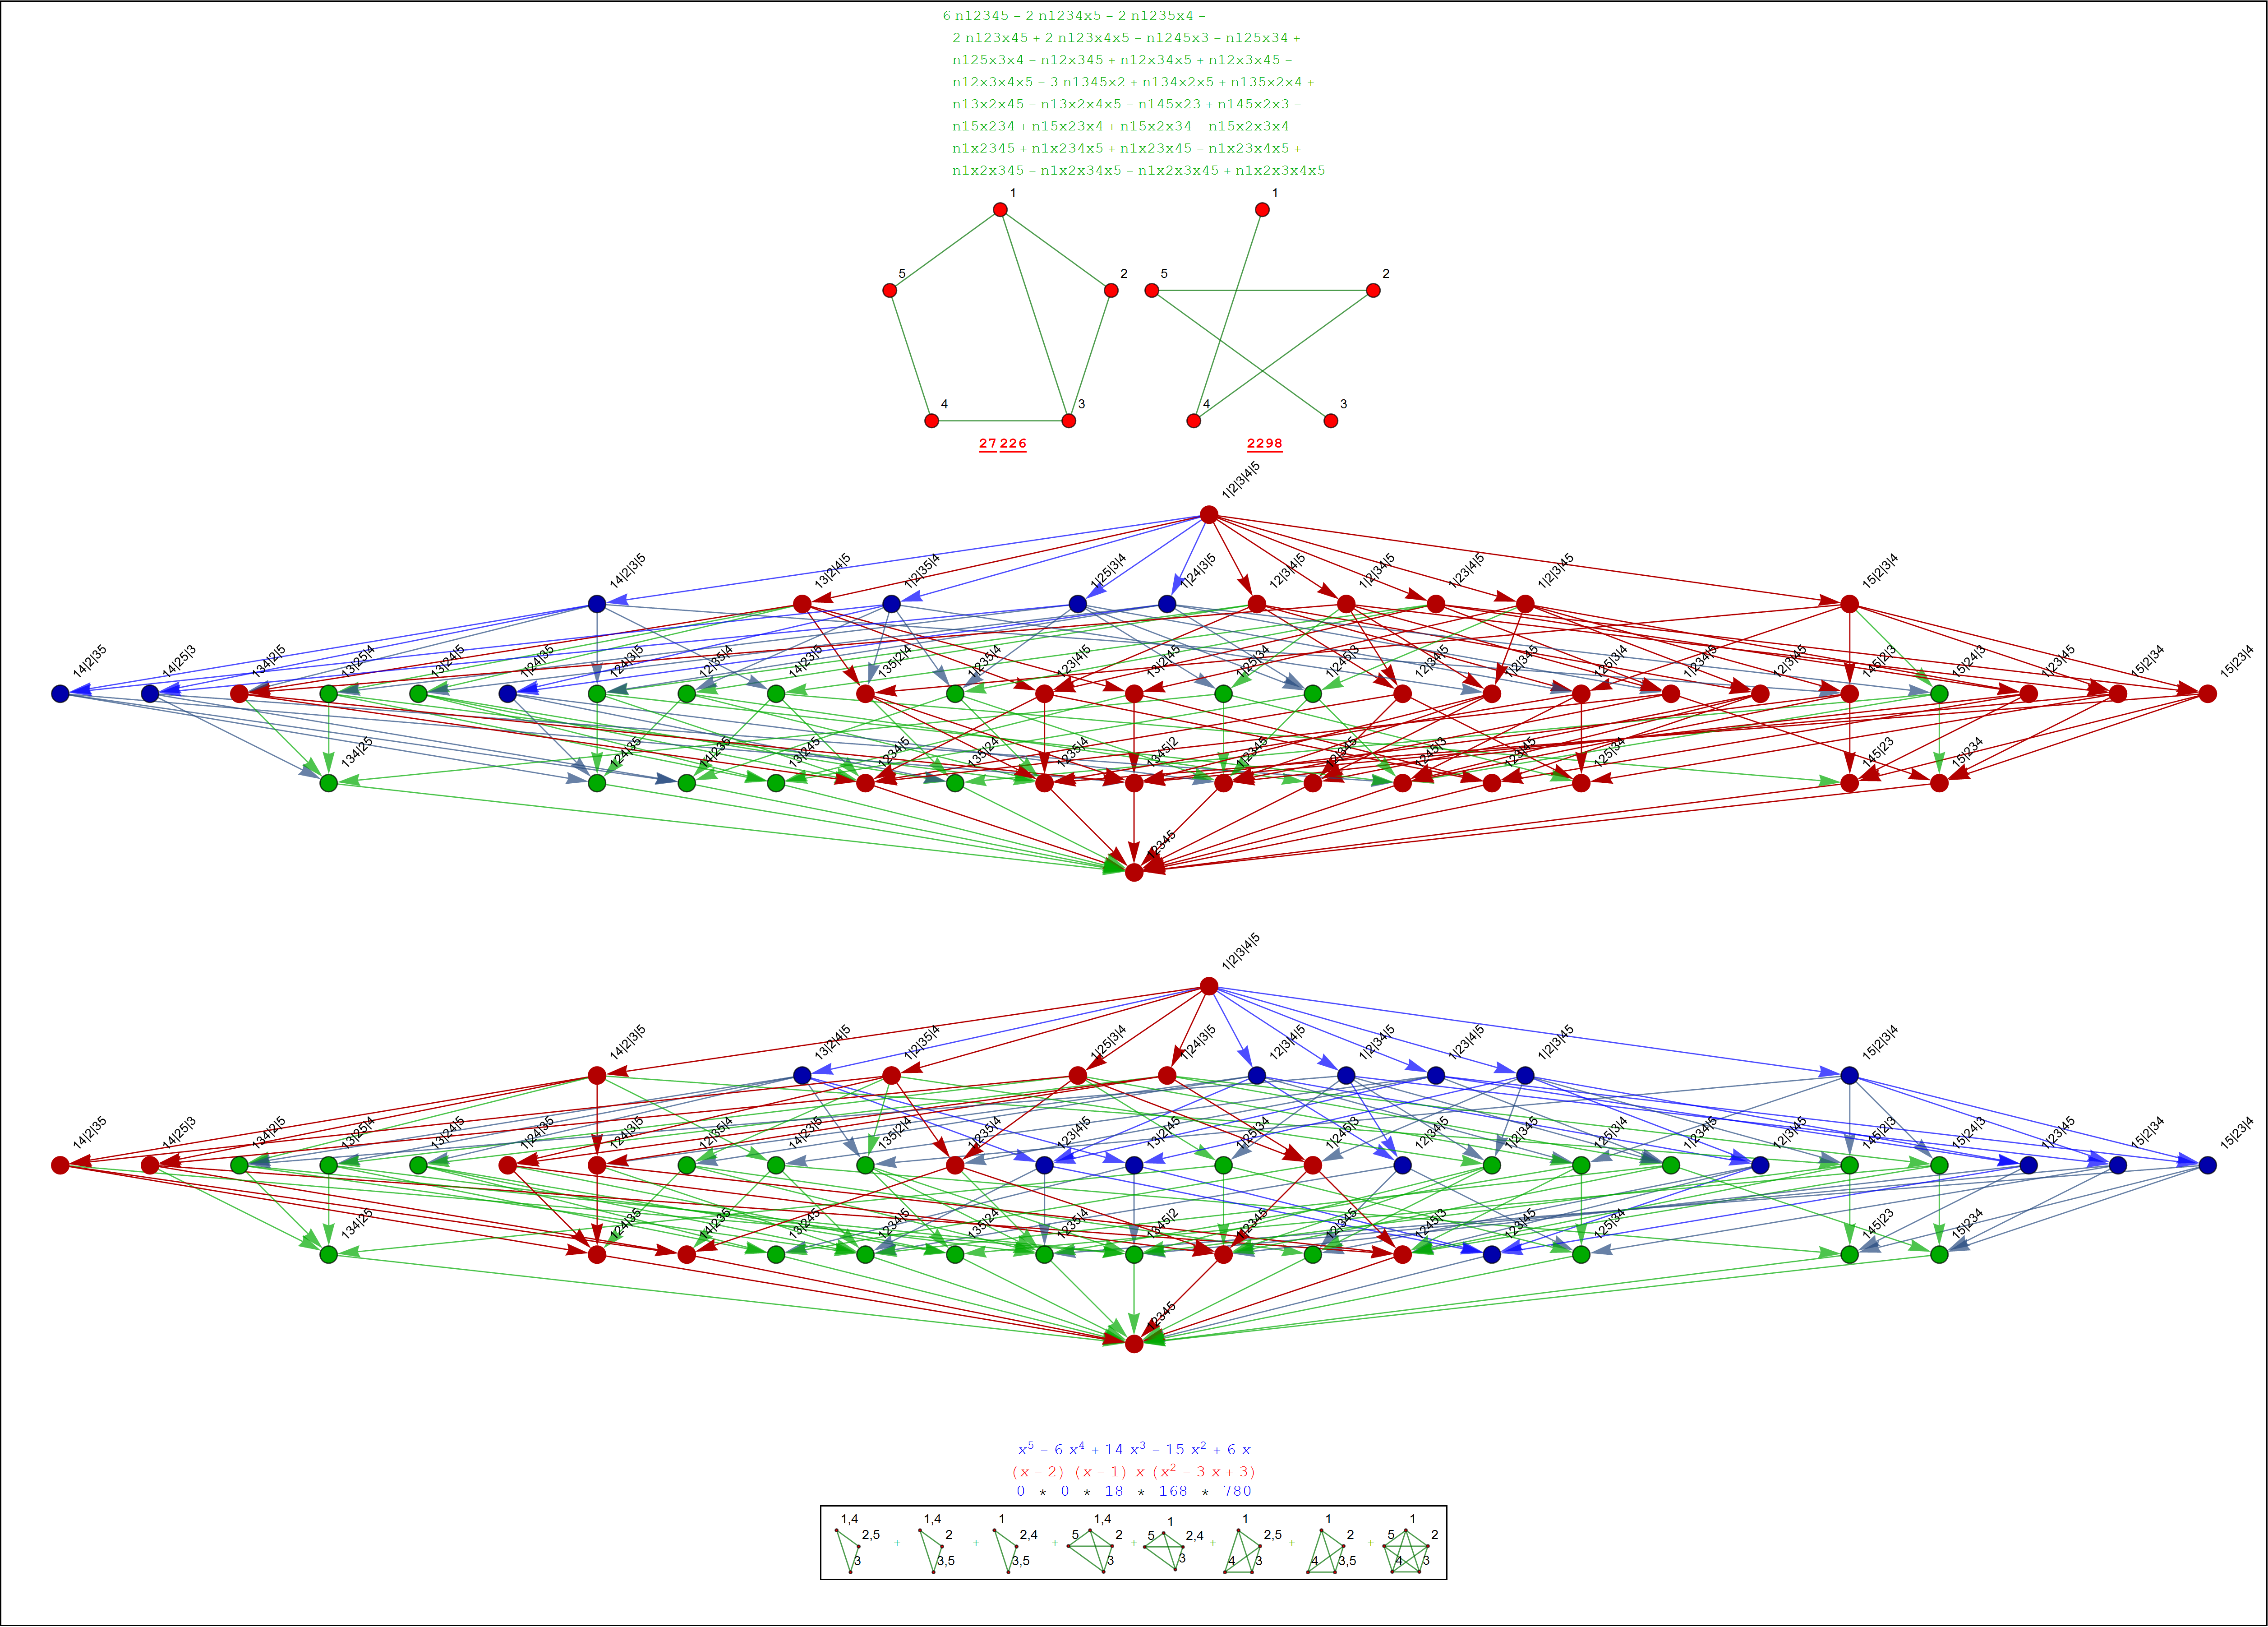 6 n12345 – 2 n1234x5 – 2 n1235x4 –
2 n123x45 + 2 n123x4x5 – n1245x3 – n125x34 +
n125x3x4 – n12x345 + n12x34x5 + n12x3x45 –
n12x3x4x5 – 3 n1345x2 + n134x2x5 + n135x2x4 +
n13x2x45 – n13x2x4x5 – n145x23 + n145x2x3 –
n15x234 + n15x23x4 + n15x2x34 – n15x2x3x4 –
n1x2345 + n1x234x5 + n1x23x45 – n1x23x4x5 +
n1x2x345 – n1x2x34x5 – n1x2x3x45 + n1x2x3x4x5
1 1
5 2 5 2
4 3 4 3
27 226 2298
1|2|3|4|5
14|2|3|5 13|2|4|5 1|2|35|4 1|25|3|4 1|24|3|5 12|3|4|5 1|2|34|5 1|23|4|5 1|2|3|45 15|2|3|4
14|2|35 14|25|3 134|2|5 13|25|4 13|24|5 1|24|35 124|3|5 12|35|4 14|23|5 135|2|4 1|235|4 123|4|5 13|2|45 1|25|34 1|245|3 12|34|5 1|2|345 125|3|4 1|234|5 12|3|45 145|2|3 15|24|3 1|23|45 15|2|34 15|23|4
134|25 124|35 14|235 13|245 1234|5 135|24 1235|4 1345|2 1|2345 12|345 1245|3 123|45 125|34 145|23 15|234
12345
1|2|3|4|5
14|2|3|5 13|2|4|5 1|2|35|4 1|25|3|4 1|24|3|5 12|3|4|5 1|2|34|5 1|23|4|5 1|2|3|45 15|2|3|4
14|2|35 14|25|3 134|2|5 13|25|4 13|24|5 1|24|35 124|3|5 12|35|4 14|23|5 135|2|4 1|235|4 123|4|5 13|2|45 1|25|34 1|245|3 12|34|5 1|2|345 125|3|4 1|234|5 12|3|45 145|2|3 15|24|3 1|23|45 15|2|34 15|23|4
134|25 124|35 14|235 13|245 1234|5 135|24 1235|4 1345|2 1|2345 12|345 1245|3 123|45 125|34 145|23 15|234
12345
x⁵ – 6 x⁴ + 14 x³ – 15 x² + 6 x
(x – 2) (x – 1) x (x² – 3 x + 3)
0 * 0 * 18 * 168 * 780
1,4 2,5 3 + 1,4 2 3,5 + 1 2,4 3,5 + 1,4 5 2 3 + 1 5 2,4 3 + 1 2,5 4 3 + 1 2 4 3,5 + 1 5 2 4 3